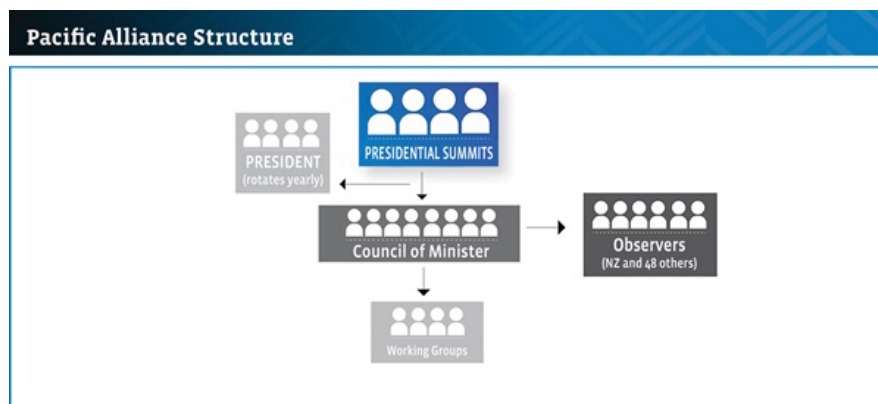 Pacific Alliance Structure
PRESIDENTIAL SUMMITS
PRESIDENT
(rotates yearly)
Council of Minister
Observers
(NZ and 48 others)
Working Groups